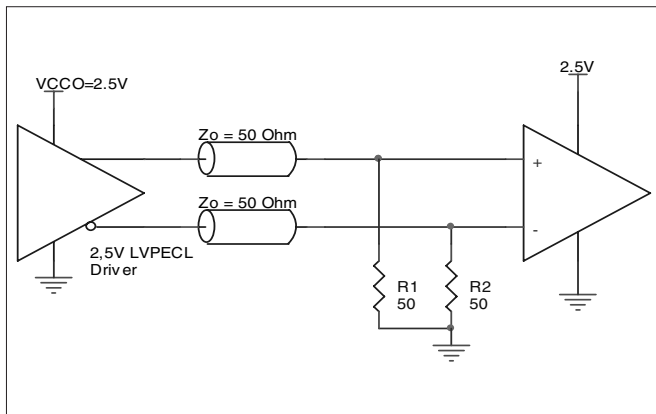 VCCO=2.5V
2.5V
Zo = 50 Ohm
+
Zo = 50 Ohm
-
2,5V LVPECL
Driver
R1
50
R2
50